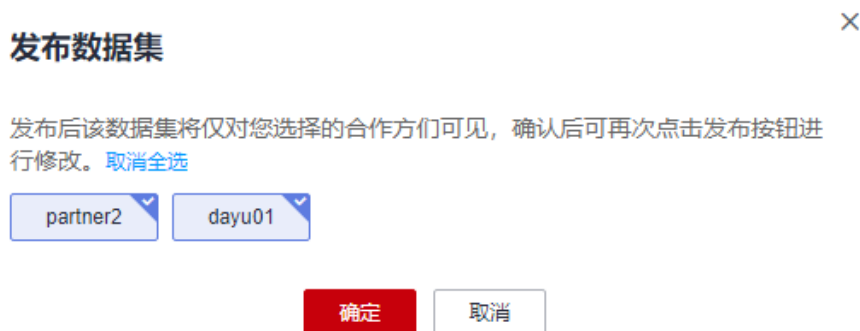 发布数据集
发布后该数据集将仅对您选择的合作方们可见，确认后可再次点击发布按钮进
行修改。取消全选
partner2 dayu01
确定 取消